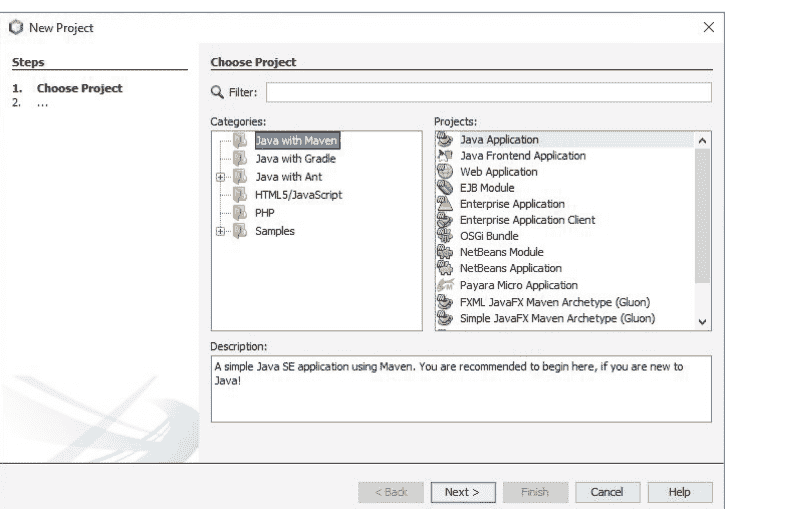 New Project
Steps
1. Choose Project
2. ...
Choose Project
Filter:
Categories:
Java with Maven
Java with Gradle
Java with Ant
HTML5/JavaScript
PHP
Samples
Projects:
Java Application
Java Frontend Application
Web Application
EJB Module
Enterprise Application
Enterprise Application Client
OSGi Bundle
NetBeans Module
NetBeans Application
Payara Micro Application
FXML JavaFX Maven Archetype (Gluon)
Simple JavaFX Maven Archetype (Gluon)
Description:
A simple Java SE application using Maven. You are recommended to begin here, if you are new to
Java!
< Back Next > Finish Cancel Help